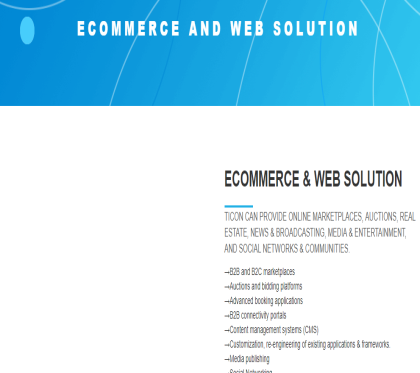 ECOMMERCE AND WEB SOLUTION
ECOMMERCE & WEB SOLUTION
TICON CAN PROVIDE ONLINE MARKETPLACES, AUCTIONS, REAL
ESTATE, NEWS & BROADCASTING, MEDIA & ENTERTAINMENT,
AND SOCIAL NETWORKS & COMMUNITIES.
→B2B and B2C marketplaces
→Auctions and bidding platforms
→Advanced booking applications
→B2B connectivity portals
→Content management systems (CMS)
→Customization, re-engineering of existing applications & frameworks
→Media publishing
→Social Networking